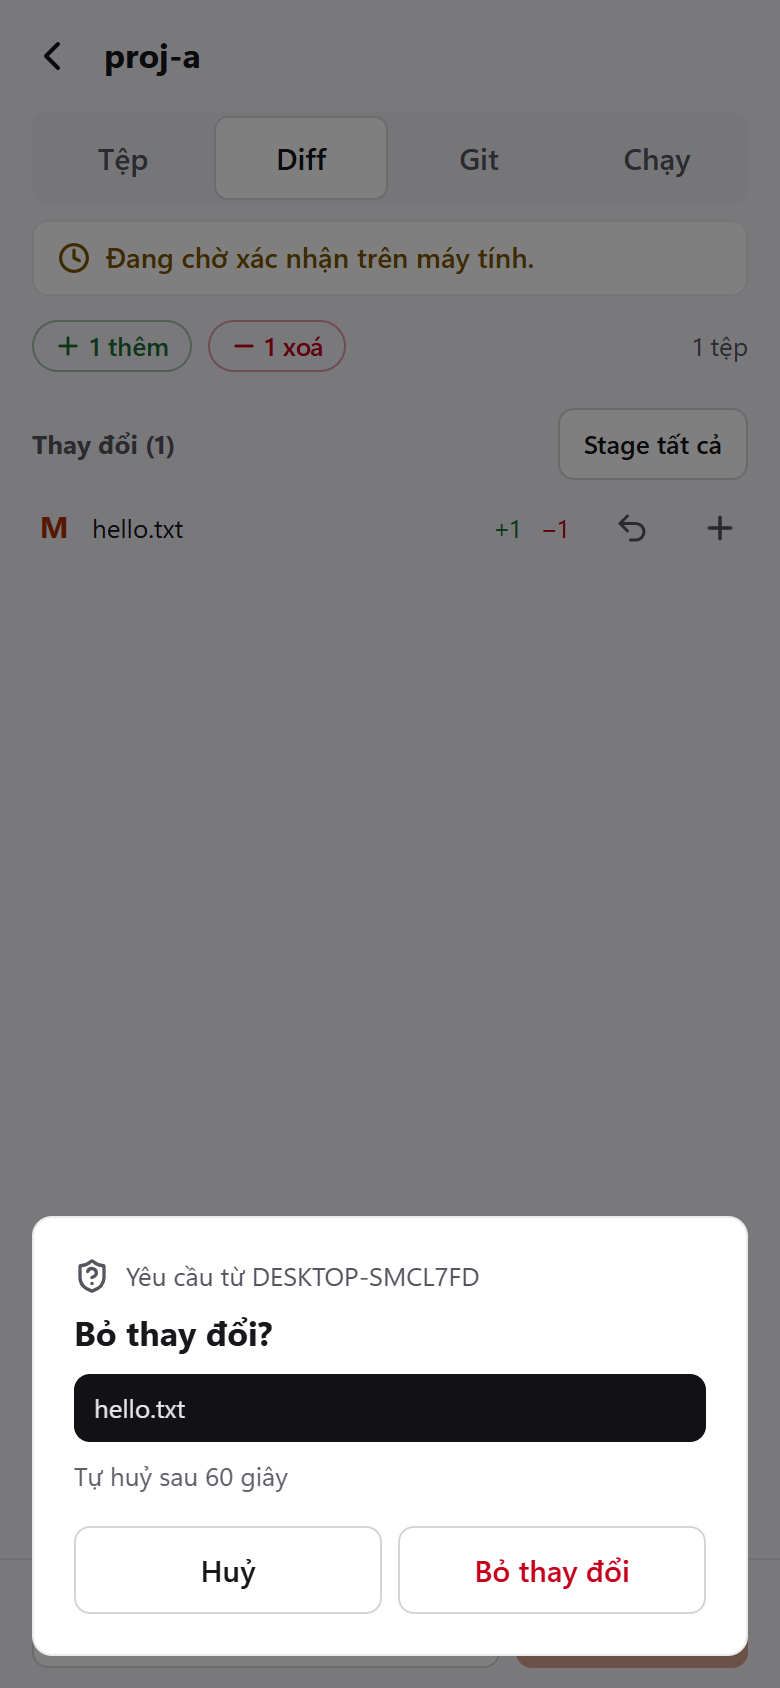 proj-a
Tệp Diff Git Chạy
Đang chờ xác nhận trên máy tính.
+ 1 thêm − 1 xoá 1 tệp
Thay đổi (1) Stage tất cả
M hello.txt +1 −1
Yêu cầu từ DESKTOP-SMCL7FD
Bỏ thay đổi?
hello.txt
Tự huỷ sau 60 giây
Huỷ Bỏ thay đổi